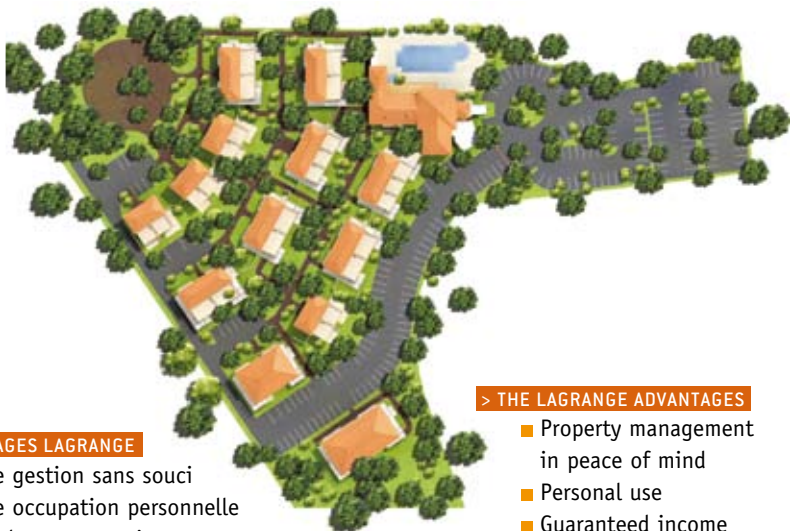 AGES LAGRANGE
e gestion sans souci
e occupation personnelle
> THE LAGRANGE ADVANTAGES
■ Property management
in peace of mind
■ Personal use
■ Guaranteed income